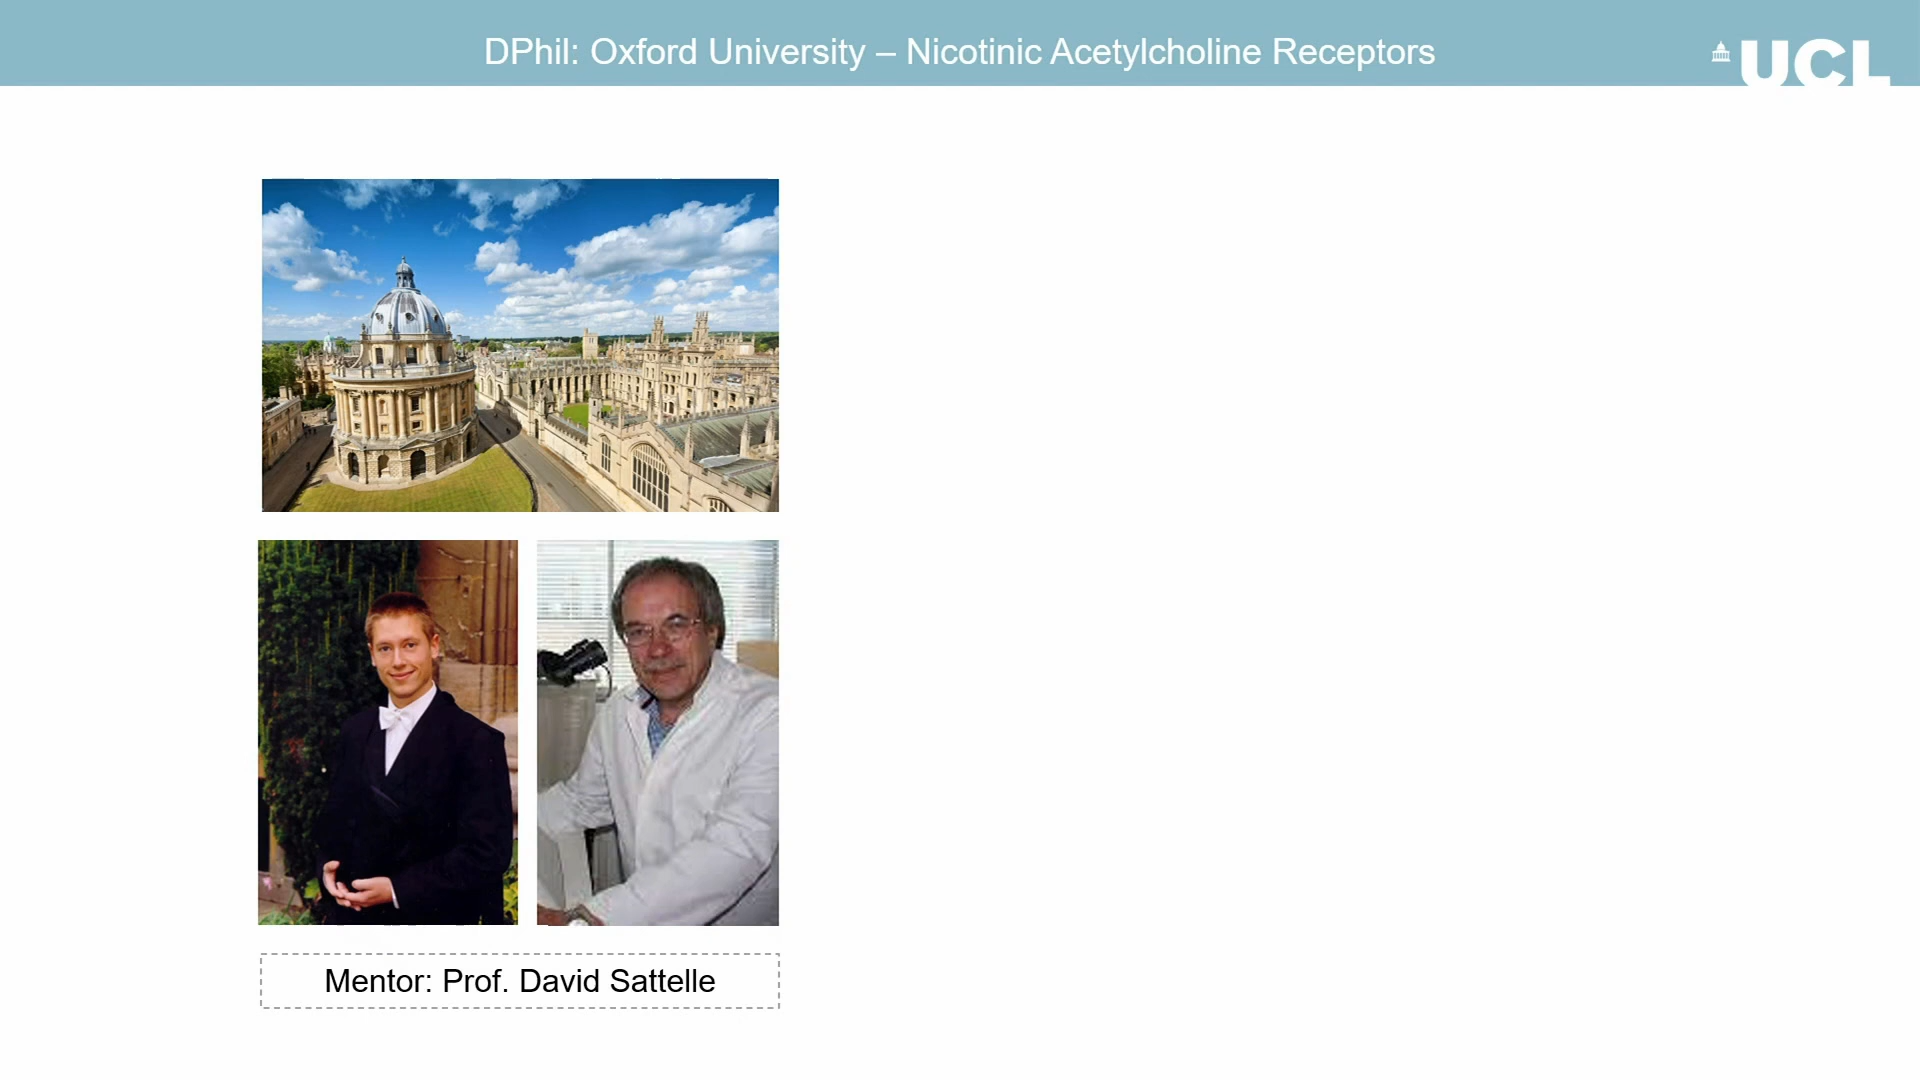 DPhil: Oxford University – Nicotinic Acetylcholine Receptors
UCL
Mentor: Prof. David Sattelle